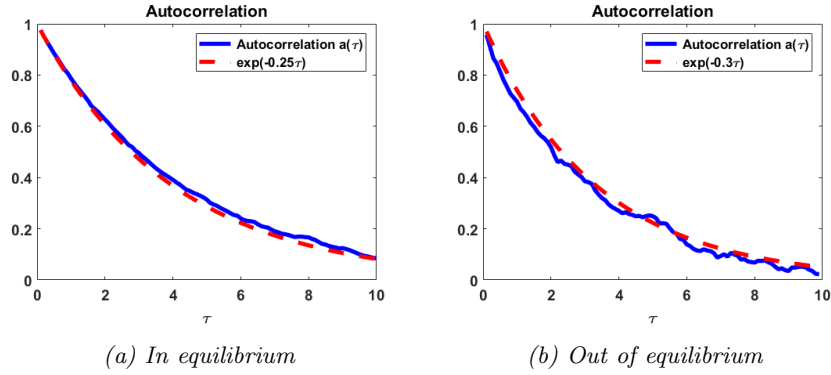 Autocorrelation
Autocorrelation a(τ)
exp(-0.25τ)
1
0.8
0.6
0.4
0.2
0
0 2 4 6 8 10
τ
(a) In equilibrium
Autocorrelation
Autocorrelation a(τ)
exp(-0.3τ)
1
0.8
0.6
0.4
0.2
0
0 2 4 6 8 10
τ
(b) Out of equilibrium